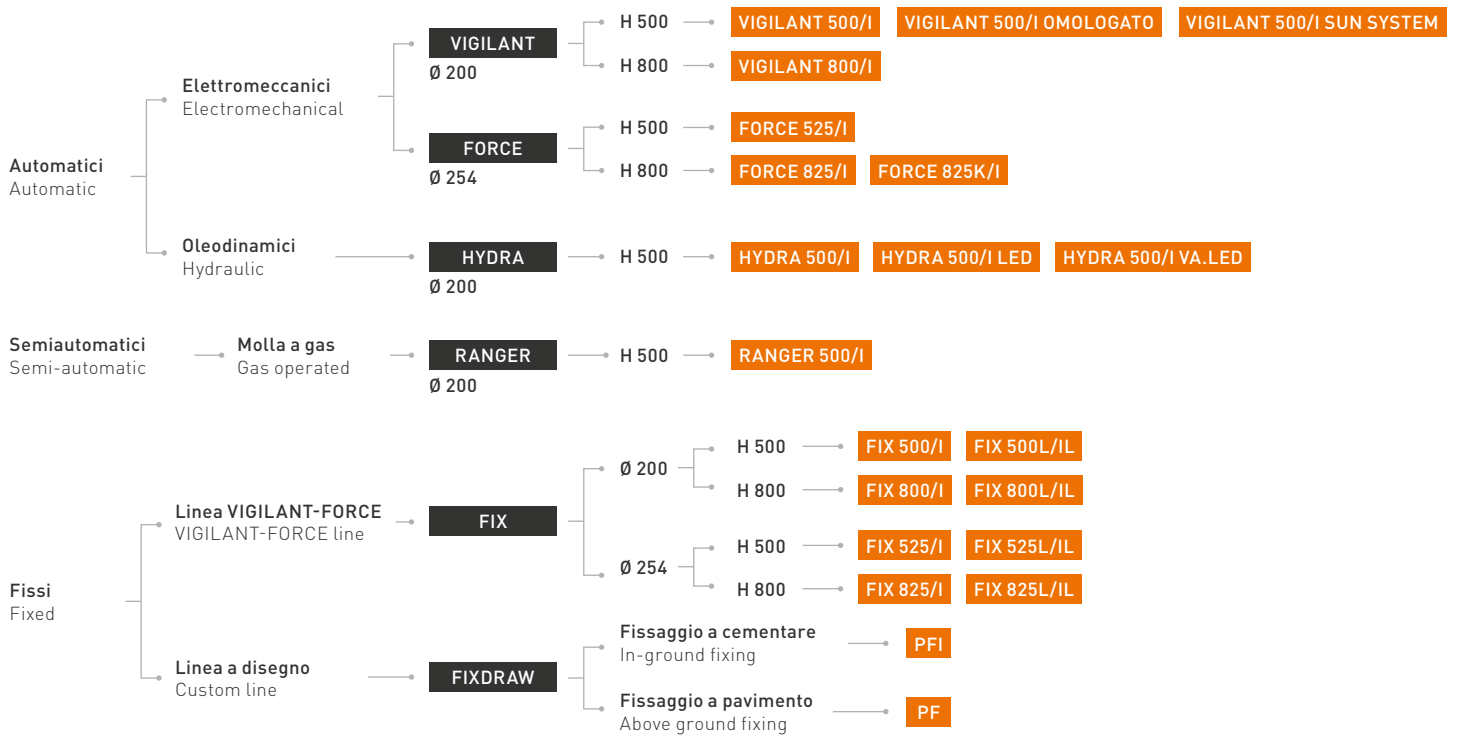 Automatici
Automatic
Elettromeccanici
Electromechanical
VIGILANT
Ø 200
H 500
VIGILANT 500/I VIGILANT 500/I OMOLOGATO VIGILANT 500/I SUN SYSTEM
H 800
VIGILANT 800/I
FORCE
Ø 254
H 500
FORCE 525/I
H 800
FORCE 825/I FORCE 825K/I
Oleodinamici
Hydraulic
HYDRA
Ø 200
H 500
HYDRA 500/I HYDRA 500/I LED HYDRA 500/I VA.LED
Semiautomatici
Semi-automatic
Molla a gas
Gas operated
RANGER
Ø 200
H 500
RANGER 500/I
Fissi
Fixed
Linea VIGILANT-FORCE
VIGILANT-FORCE line
FIX
Ø 200
H 500
FIX 500/I FIX 500L/IL
H 800
FIX 800/I FIX 800L/IL
Ø 254
H 500
FIX 525/I FIX 525L/IL
H 800
FIX 825/I FIX 825L/IL
Linea a disegno
Custom line
FIXDRAW
Fissaggio a cementare
In-ground fixing
PFI
Fissaggio a pavimento
Above ground fixing
PF